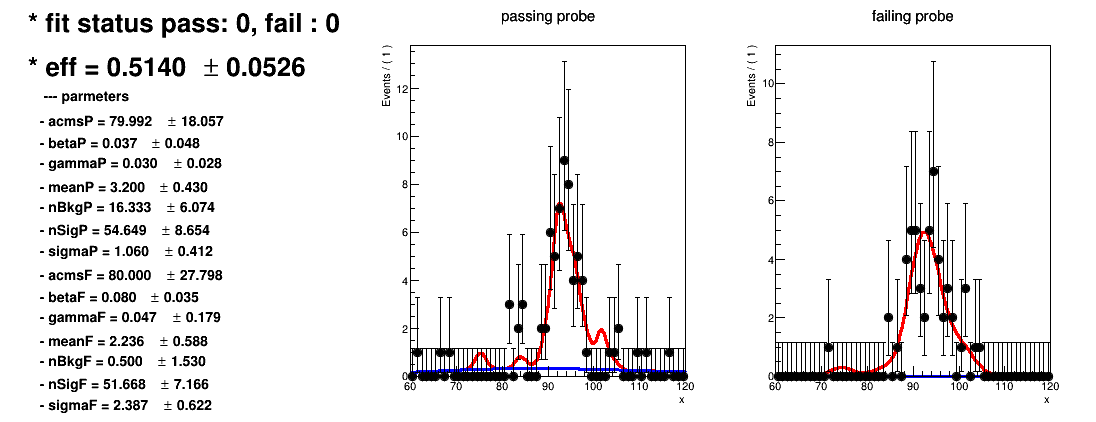 * fit status pass: 0, fail : 0
* eff = 0.5140 ± 0.0526
--- parmeters
- acmsP = 79.992 ± 18.057
- betaP = 0.037 ± 0.048
- gammaP = 0.030 ± 0.028
- meanP = 3.200 ± 0.430
- nBkgP = 16.333 ± 6.074
- nSigP = 54.649 ± 8.654
- sigmaP = 1.060 ± 0.412
- acmsF = 80.000 ± 27.798
- betaF = 0.080 ± 0.035
- gammaF = 0.047 ± 0.179
- meanF = 2.236 ± 0.588
- nBkgF = 0.500 ± 1.530
- nSigF = 51.668 ± 7.166
- sigmaF = 2.387 ± 0.622
passing probe
Events / ( 1 )
12
10
8
6
4
2
0
60 70 80 90 100 110 120
x
failing probe
Events / ( 1 )
10
8
6
4
2
0
60 70 80 90 100 110 120
x